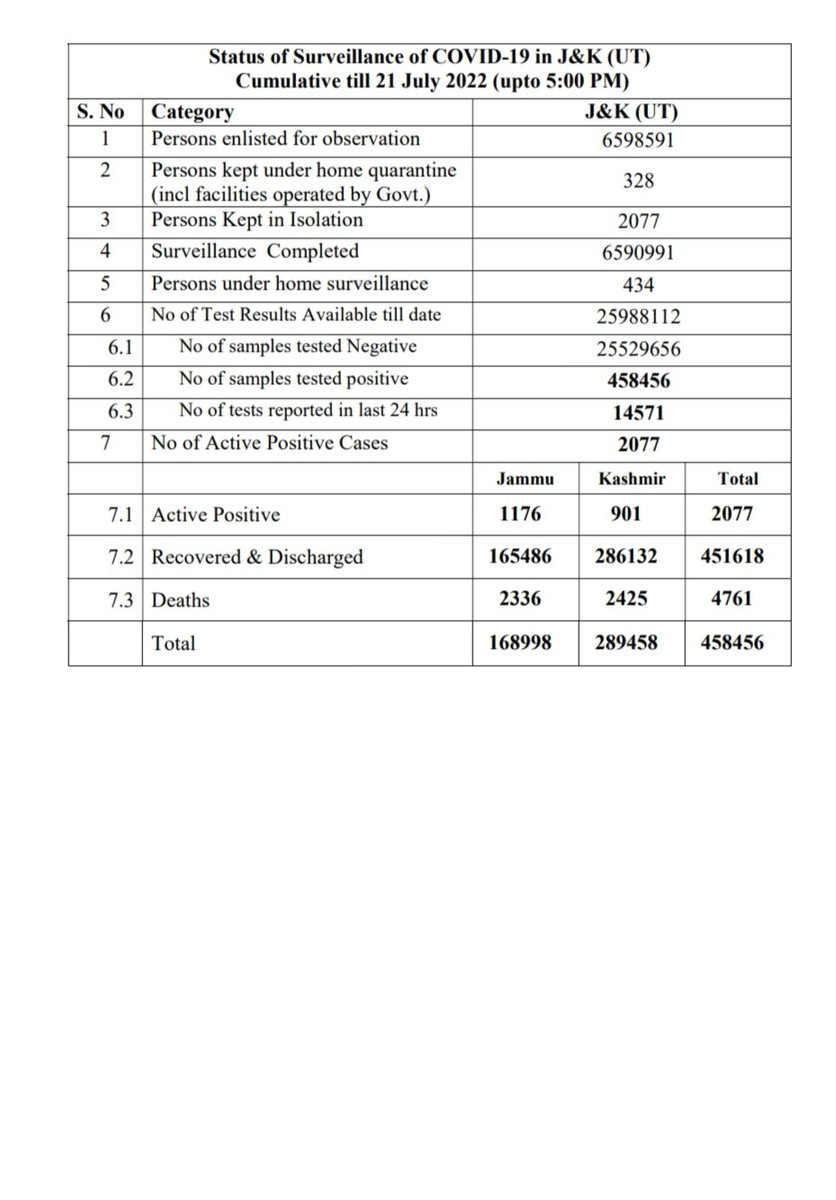 Status of Surveillance of COVID-19 in J&K (UT)
Cumulative till 21 July 2022 (upto 5:00 PM)
S. No Category J&K (UT)
1 Persons enlisted for observation 6598591
2 Persons kept under home quarantine
(incl facilities operated by Govt.) 328
3 Persons Kept in Isolation 2077
4 Surveillance Completed 6590991
5 Persons under home surveillance 434
6 No of Test Results Available till date 25988112
6.1 No of samples tested Negative 25529656
6.2 No of samples tested positive 458456
6.3 No of tests reported in last 24 hrs 14571
7 No of Active Positive Cases 2077
Jammu Kashmir Total
7.1 Active Positive 1176 901 2077
7.2 Recovered & Discharged 165486 286132 451618
7.3 Deaths 2336 2425 4761
Total 168998 289458 458456